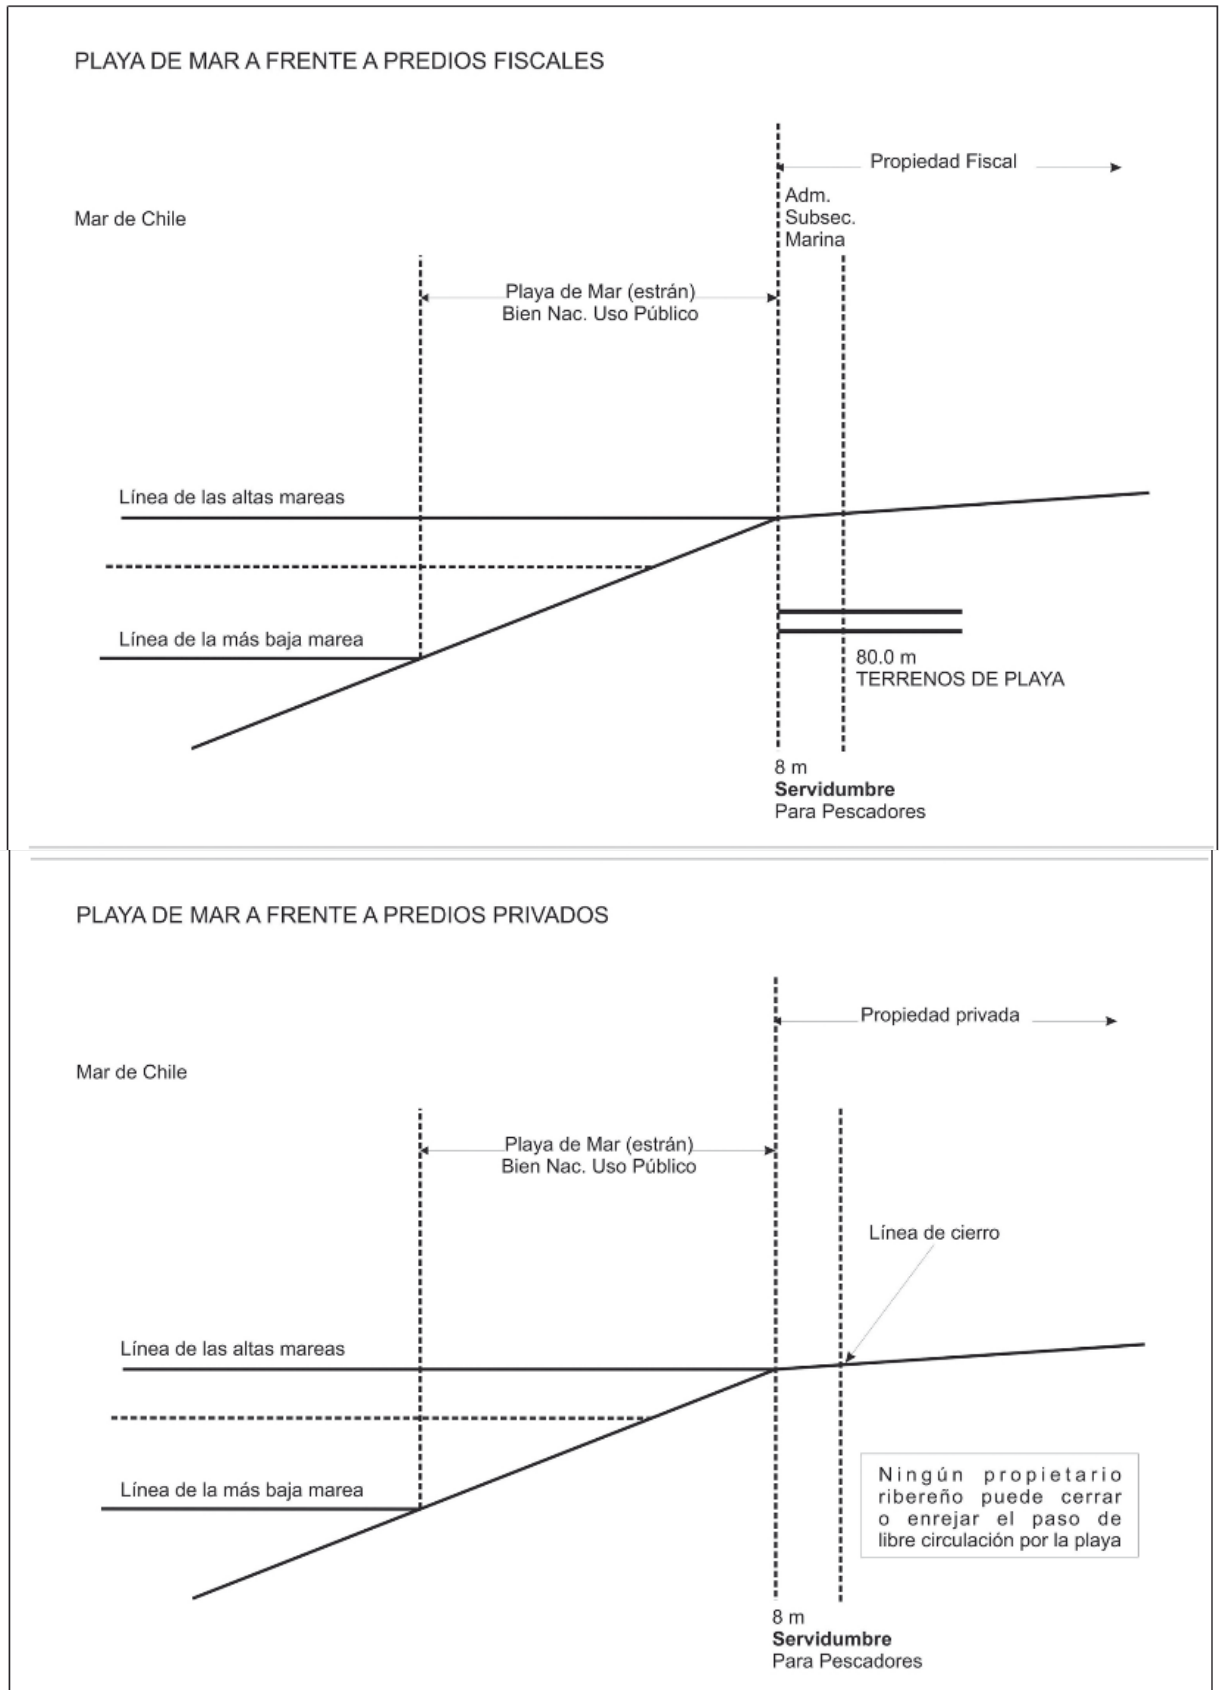 PLAYA DE MAR A FRENTE A PREDIOS FISCALES
Propiedad Fiscal
Adm.
Subsec.
Marina
Mar de Chile
Playa de Mar (estrán)
Bien Nac. Uso Público
Línea de las altas mareas
Línea de la más baja marea
80.0 m
TERRENOS DE PLAYA
8 m
Servidumbre
Para Pescadores
PLAYA DE MAR A FRENTE A PREDIOS PRIVADOS
Propiedad privada
Mar de Chile
Playa de Mar (estrán)
Bien Nac. Uso Público
Línea de cierro
Línea de las altas mareas
Línea de la más baja marea
Ningún propietario
ribereño puede cerrar
o enrejar el paso de
libre circulación por la playa
8 m
Servidumbre
Para Pescadores